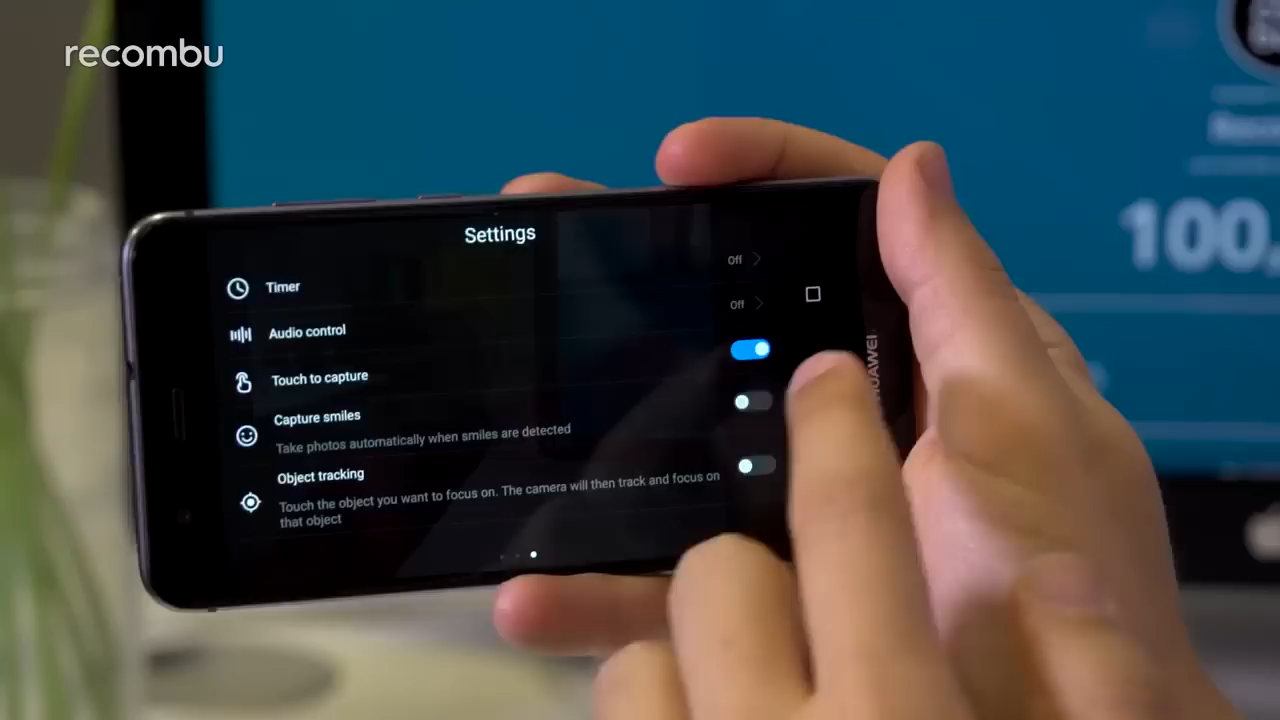 recombu
Settings
Timer
Off
Audio control
Off
Touch to capture
Capture smiles
Take photos automatically when smiles are detected
Object tracking
Touch the object you want to focus on. The camera will then track and focus on
that object
HUAWEI
100,